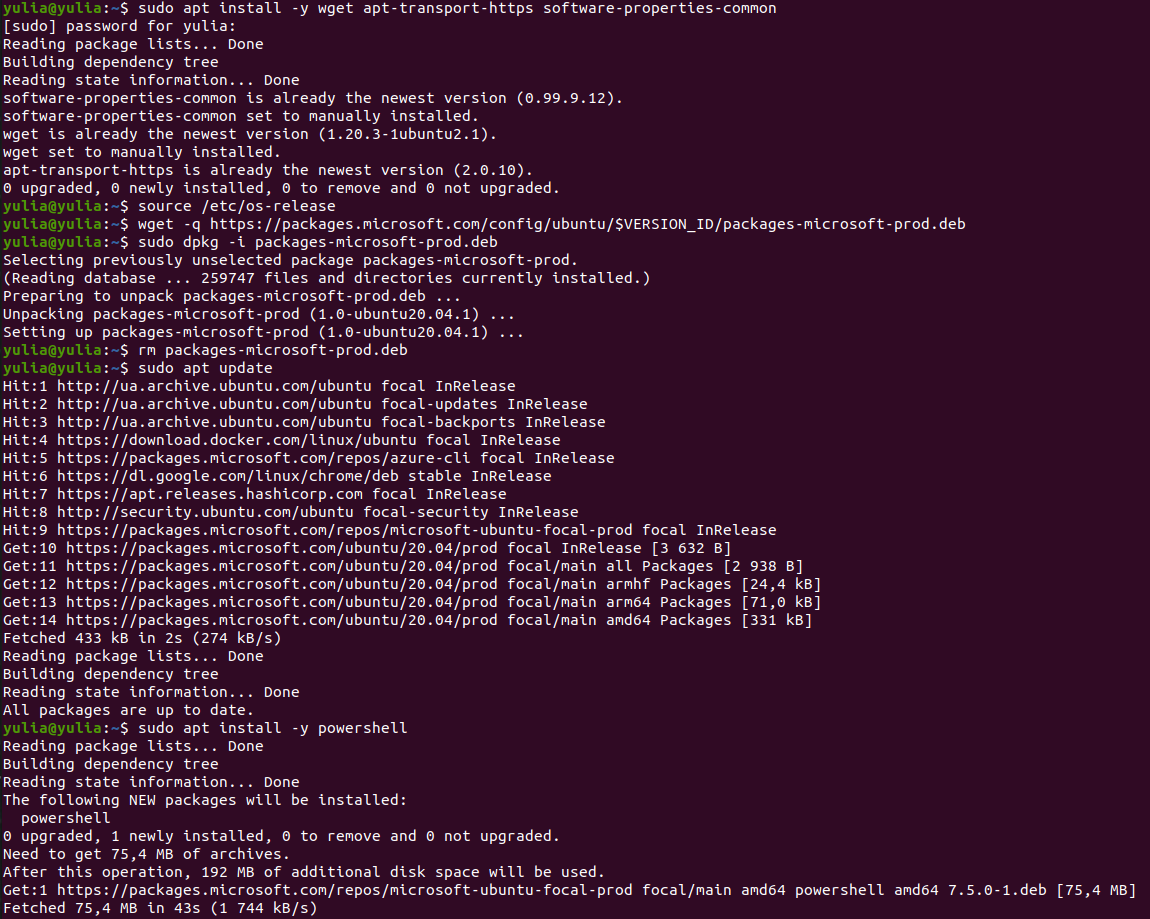 yulia@yulia:~$ sudo apt install -y wget apt-transport-https software-properties-common
[sudo] password for yulia:
Reading package lists... Done
Building dependency tree
Reading state information... Done
software-properties-common is already the newest version (0.99.9.12).
software-properties-common set to manually installed.
wget is already the newest version (1.20.3-1ubuntu2.1).
wget set to manually installed.
apt-transport-https is already the newest version (2.0.10).
0 upgraded, 0 newly installed, 0 to remove and 0 not upgraded.
yulia@yulia:~$ source /etc/os-release
yulia@yulia:~$ wget -q https://packages.microsoft.com/config/ubuntu/$VERSION_ID/packages-microsoft-prod.deb
yulia@yulia:~$ sudo dpkg -i packages-microsoft-prod.deb
Selecting previously unselected package packages-microsoft-prod.
(Reading database ... 259747 files and directories currently installed.)
Preparing to unpack packages-microsoft-prod.deb ...
Unpacking packages-microsoft-prod (1.0-ubuntu20.04.1) ...
Setting up packages-microsoft-prod (1.0-ubuntu20.04.1) ...
yulia@yulia:~$ rm packages-microsoft-prod.deb
yulia@yulia:~$ sudo apt update
Hit:1 http://ua.archive.ubuntu.com/ubuntu focal InRelease
Hit:2 http://ua.archive.ubuntu.com/ubuntu focal-updates InRelease
Hit:3 http://ua.archive.ubuntu.com/ubuntu focal-backports InRelease
Hit:4 https://download.docker.com/linux/ubuntu focal InRelease
Hit:5 https://packages.microsoft.com/repos/azure-cli focal InRelease
Hit:6 https://dl.google.com/linux/chrome/deb stable InRelease
Hit:7 https://apt.releases.hashicorp.com focal InRelease
Hit:8 http://security.ubuntu.com/ubuntu focal-security InRelease
Hit:9 https://packages.microsoft.com/repos/microsoft-ubuntu-focal-prod focal InRelease
Get:10 https://packages.microsoft.com/ubuntu/20.04/prod focal InRelease [3 632 B]
Get:11 https://packages.microsoft.com/ubuntu/20.04/prod focal/main all Packages [2 938 B]
Get:12 https://packages.microsoft.com/ubuntu/20.04/prod focal/main armhf Packages [24,4 kB]
Get:13 https://packages.microsoft.com/ubuntu/20.04/prod focal/main arm64 Packages [71,0 kB]
Get:14 https://packages.microsoft.com/ubuntu/20.04/prod focal/main amd64 Packages [331 kB]
Fetched 433 kB in 2s (274 kB/s)
Reading package lists... Done
Building dependency tree
Reading state information... Done
All packages are up to date.
yulia@yulia:~$ sudo apt install -y powershell
Reading package lists... Done
Building dependency tree
Reading state information... Done
The following NEW packages will be installed:
  powershell
0 upgraded, 1 newly installed, 0 to remove and 0 not upgraded.
Need to get 75,4 MB of archives.
After this operation, 192 MB of additional disk space will be used.
Get:1 https://packages.microsoft.com/repos/microsoft-ubuntu-focal-prod focal/main amd64 powershell amd64 7.5.0-1.deb [75,4 MB]
Fetched 75,4 MB in 43s (1 744 kB/s)